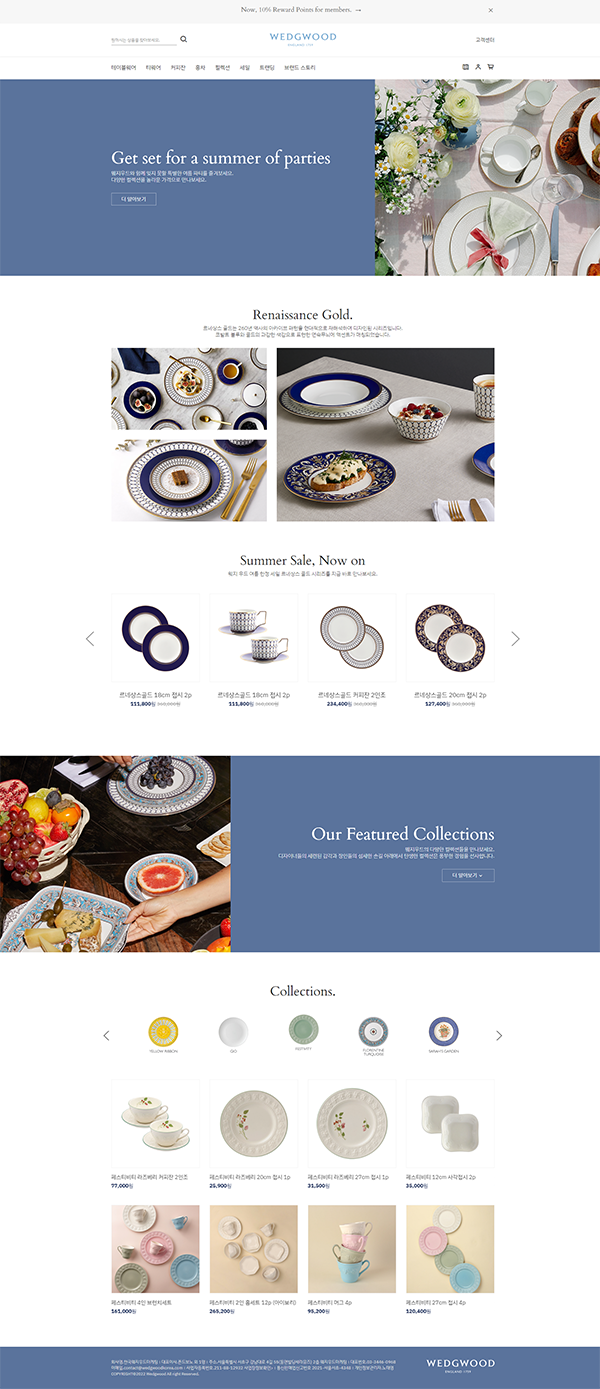 Now, 10% Reward Points for members. →
원하시는 상품을 찾아보세요.
WEDGWOOD
ENGLAND 1759
고객센터
테이블웨어 티웨어 커피잔 홍차 컬렉션 세일 트렌딩 브랜드 스토리
Get set for a summer of parties
웨지우드와 함께 잊지 못할 특별한 여름 파티를 즐겨보세요.
다양한 컬렉션을 놀라운 가격으로 만나보세요.
더 알아보기
Renaissance Gold.
르네상스 골드는 260년 역사의 아카이브 패턴을 현대적으로 재해석하여 디자인된 시리즈입니다.
코발트 블루와 골드의 과감한 색감으로 표현한 연속무늬에 액센트가 매칭되었습니다.
Summer Sale, Now on
웨지 우드 여름 한정 세일 르네상스 골드 시리즈를 지금 바로 만나보세요.
르네상스골드 18cm 접시 2p
111,800원
르네상스골드 18cm 접시 2p
111,800원
르네상스골드 커피잔 2인조
234,400원
르네상스골드 20cm 접시 2p
127,400원
Our Featured Collections
웨지우드의 다양한 컬렉션들을 만나보세요.
디자이너들의 세련된 감각과 장인들의 섬세한 손길 아래에서 탄생한 컬렉션은 풍부한 경험을 선사합니다.
더 알아보기
Collections.
YELLOW RIBBON
GIO
FESTIVITY
FLORENTINE
TURQUOISE
SARAH'S GARDEN
페스티비티 라즈베리 커피잔 2인조
77,000원
페스티비티 라즈베리 20cm 접시 1p
25,900원
페스티비티 라즈베리 27cm 접시 1p
31,500원
페스티비티 12cm 사각접시 2p
35,000원
페스티비티 4인 브런치세트
161,000원
페스티비티 2인 홈세트 12p (아이보리)
265,200원
페스티비티 머그 4p
95,200원
페스티비티 27cm 접시 4p
120,400원
WEDGWOOD
ENGLAND 1759
COPYRIGHT©2023 Wedgwood All right Reserved.